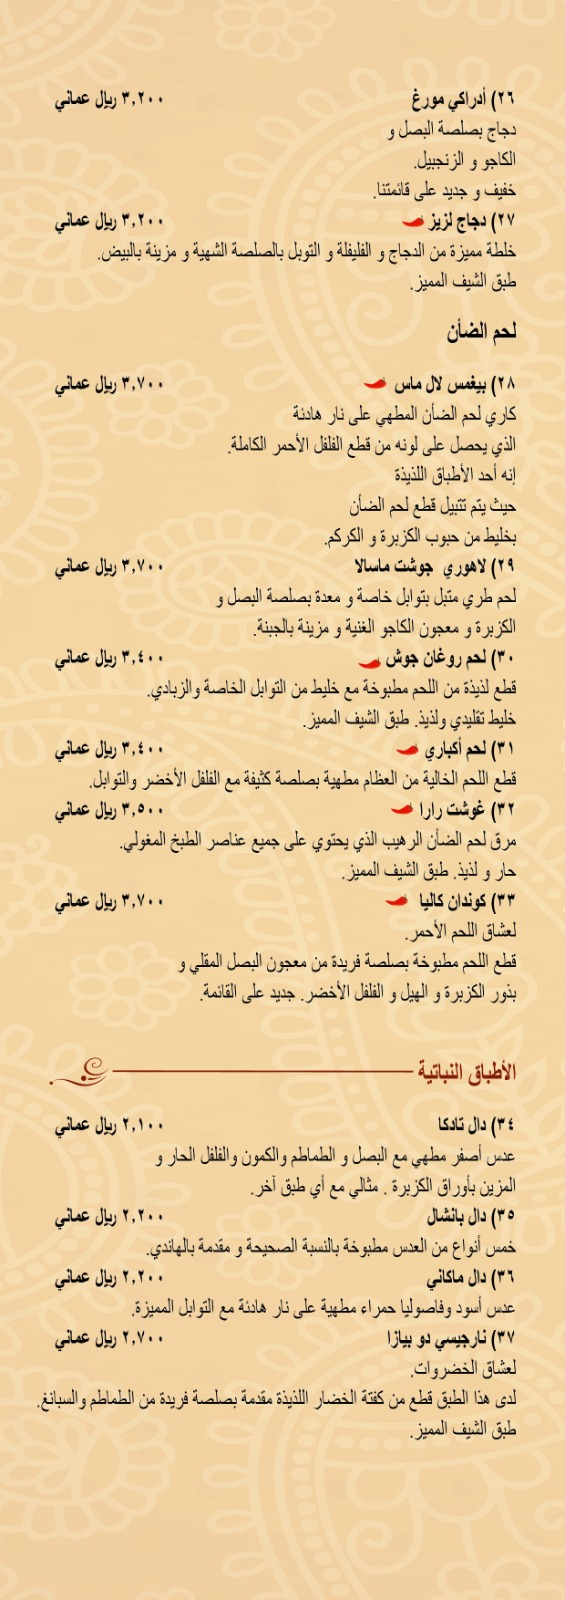 ٢٦) أدراكي مورغ ٣,٢٠٠ ريال عماني
دجاج بصلصة البصل و
الكاجو و الزنجبيل.
خفيف و جديد على قائمتنا.
٢٧) دجاج لزيز ٣,٢٠٠ ريال عماني
خلطة مميزة من الدجاج و الفليفلة و التوبل بالصلصة الشهية و مزينة بالبيض.
طبق الشيف المميز.
لحم الضأن
٢٨) بيغمس لال ماس ٣,٧٠٠ ريال عماني
كاري لحم الضأن المطهي على نار هادئة
الذي يحصل على لونه من قطع الفلفل الأحمر الكاملة.
إنه أحد الأطباق اللذيذة
حيث يتم تتبيل قطع لحم الضأن
بخليط من حبوب الكزبرة و الكركم.
٢٩) لاهوري جوشت ماسالا ٣,٧٠٠ ريال عماني
لحم طري متبل بتوابل خاصة و معدة بصلصة البصل و
الكزبرة و معجون الكاجو الغنية و مزينة بالجبنة.
٣٠) لحم روغان جوش ٣,٤٠٠ ريال عماني
قطع لذيذة من اللحم مطبوخة مع خليط من التوابل الخاصة والزبادي.
خليط تقليدي ولذيذ. طبق الشيف المميز.
٣١) لحم أكباري ٣,٤٠٠ ريال عماني
قطع اللحم الخالية من العظام مطهية بصلصة كثيفة مع الفلفل الأخضر والتوابل.
٣٢) غوشت رارا ٣,٥٠٠ ريال عماني
مرق لحم الضأن الرهيب الذي يحتوي على جميع عناصر الطبخ المغولي.
حار و لذيذ. طبق الشيف المميز.
٣٣) كوندان كاليا ٣,٧٠٠ ريال عماني
لعشاق اللحم الأحمر.
قطع اللحم مطبوخة بصلصة فريدة من معجون البصل المقلي و
بذور الكزبرة و الهيل و الفلفل الأخضر. جديد على القائمة.
الأطباق النباتية
٣٤) دال تادكا ٢,١٠٠ ريال عماني
عدس أصفر مطهي مع البصل و الطماطم والكمون والفلفل الحار و
المزين بأوراق الكزبرة . مثالي مع أي طبق آخر.
٣٥) دال بانشال ٢,٢٠٠ ريال عماني
خمس أنواع من العدس مطبوخة بالنسبة الصحيحة و مقدمة بالهاندي.
٣٦) دال ماكاني ٢,٢٠٠ ريال عماني
عدس أسود وفاصوليا حمراء مطهية على نار هادئة مع التوابل المميزة.
٣٧) نارجيسي دو بيازا ٢,٧٠٠ ريال عماني
لعشاق الخضروات.
لدى هذا الطبق قطع من كفتة الخضار اللذيذة مقدمة بصلصة فريدة من الطماطم والسبانغ.
طبق الشيف المميز.